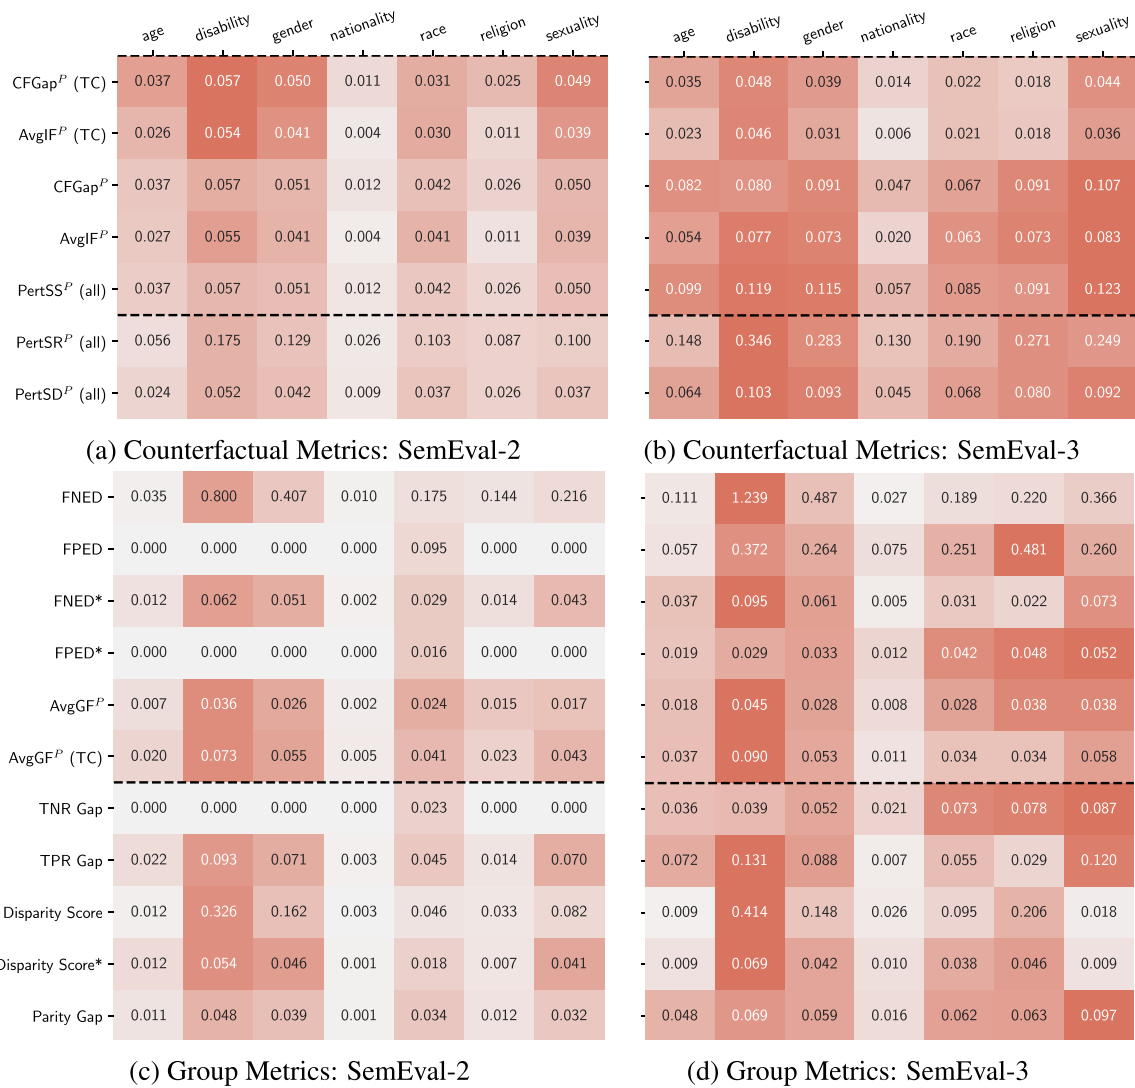 age disability gender nationality race religion sexuality age disability gender nationality race religion sexuality
CFGap^P (TC) 0.037 0.057 0.050 0.011 0.031 0.025 0.049 0.035 0.048 0.039 0.014 0.022 0.018 0.044
AvgIF^P (TC) 0.026 0.054 0.041 0.004 0.030 0.011 0.039 0.023 0.046 0.031 0.006 0.021 0.018 0.036
CFGap^P 0.037 0.057 0.051 0.012 0.042 0.026 0.050 0.082 0.080 0.091 0.047 0.067 0.091 0.107
AvgIF^P 0.027 0.055 0.041 0.004 0.041 0.011 0.039 0.054 0.077 0.073 0.020 0.063 0.073 0.083
PertSS^P (all) 0.037 0.057 0.051 0.012 0.042 0.026 0.050 0.099 0.119 0.115 0.057 0.085 0.091 0.123
PertSR^P (all) 0.056 0.175 0.129 0.026 0.103 0.087 0.100 0.148 0.346 0.283 0.130 0.190 0.271 0.249
PertSD^P (all) 0.024 0.052 0.042 0.009 0.037 0.026 0.037 0.064 0.103 0.093 0.045 0.068 0.080 0.092
(a) Counterfactual Metrics: SemEval-2 (b) Counterfactual Metrics: SemEval-3
FNED 0.035 0.800 0.407 0.010 0.175 0.144 0.216 0.111 1.239 0.487 0.027 0.189 0.220 0.366
FPED 0.000 0.000 0.000 0.000 0.095 0.000 0.000 0.057 0.372 0.264 0.075 0.251 0.481 0.260
FNED* 0.012 0.062 0.051 0.002 0.029 0.014 0.043 0.037 0.095 0.061 0.005 0.031 0.022 0.073
FPED* 0.000 0.000 0.000 0.000 0.016 0.000 0.000 0.019 0.029 0.033 0.012 0.042 0.048 0.052
AvgGF^P 0.007 0.036 0.026 0.002 0.024 0.015 0.017 0.018 0.045 0.028 0.008 0.028 0.038 0.038
AvgGF^P (TC) 0.020 0.073 0.055 0.005 0.041 0.023 0.043 0.037 0.090 0.053 0.011 0.034 0.034 0.058
TNR Gap 0.000 0.000 0.000 0.000 0.023 0.000 0.000 0.036 0.039 0.052 0.021 0.073 0.078 0.087
TPR Gap 0.022 0.093 0.071 0.003 0.045 0.014 0.070 0.072 0.131 0.088 0.007 0.055 0.029 0.120
Disparity Score 0.012 0.326 0.162 0.003 0.046 0.033 0.082 0.009 0.414 0.148 0.026 0.095 0.206 0.018
Disparity Score* 0.012 0.054 0.046 0.001 0.018 0.007 0.041 0.009 0.069 0.042 0.010 0.038 0.046 0.009
Parity Gap 0.011 0.048 0.039 0.001 0.034 0.012 0.032 0.048 0.069 0.059 0.016 0.062 0.063 0.097
(c) Group Metrics: SemEval-2 (d) Group Metrics: SemEval-3